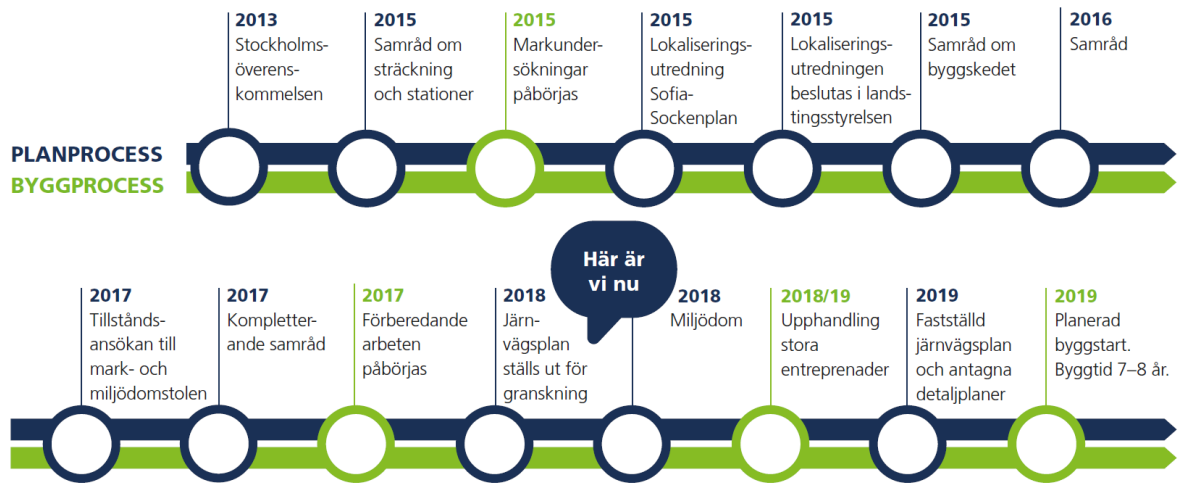 2013
Stockholms-
överens-
kommelsen
2015
Samråd om
sträckning
och stationer
2015
Markunder-
sökningar
påbörjas
2015
Lokaliserings-
utredning
Sofia-
Sockenplan
2015
Lokaliserings-
utredningen
beslutas i lands-
tingsstyrelsen
2015
Samråd om
byggskedet
2016
Samråd
PLANPROCESS
BYGGPROCESS
Här är
vi nu
2017
Tillstånds-
ansökan till
mark- och
miljödomstolen
2017
Kompletter-
ande samråd
2017
Förberedande
arbeten
påbörjas
2018
Järn-
vägsplan
ställs ut för
granskning
2018
Miljödom
2018/19
Upphandling
stora
entreprenader
2019
Fastställd
järnvägsplan
och antagna
detaljplaner
2019
Planerad
byggstart.
Byggtid 7–8 år.